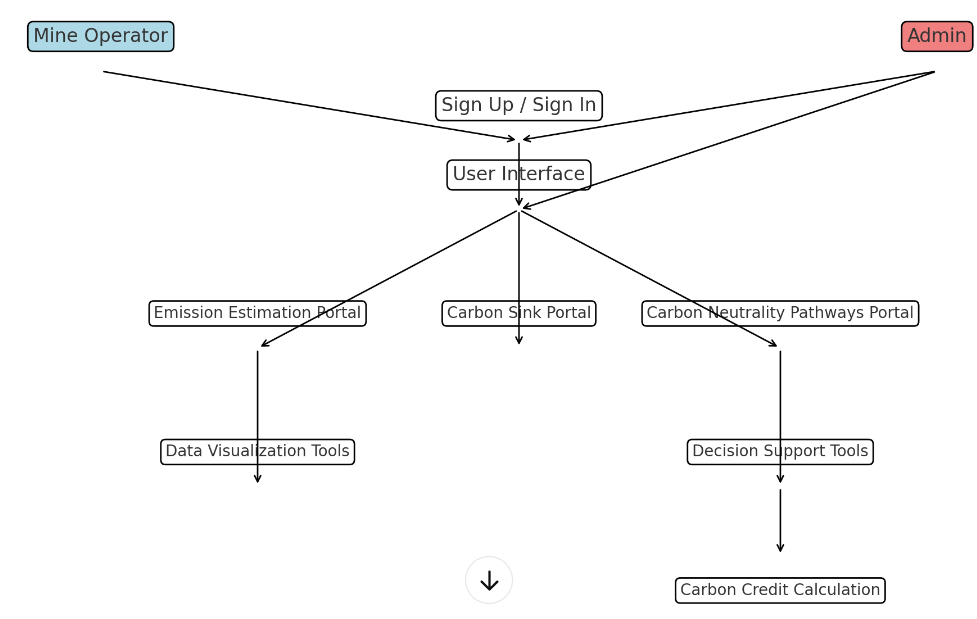 Mine Operator
Admin
Sign Up / Sign In
User Interface
Emission Estimation Portal
Carbon Sink Portal
Carbon Neutrality Pathways Portal
Data Visualization Tools
Decision Support Tools
Carbon Credit Calculation